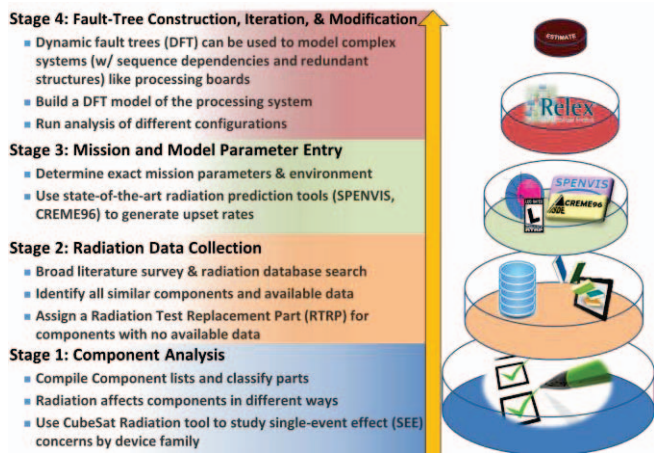 Stage 4: Fault-Tree Construction, Iteration, & Modification
Dynamic fault trees (DFT) can be used to model complex
systems (w/ sequence dependencies and redundant
structures) like processing boards
Build a DFT model of the processing system
Run analysis of different configurations
Stage 3: Mission and Model Parameter Entry
Determine exact mission parameters & environment
Use state-of-the-art radiation prediction tools (SPENVIS,
CREME96) to generate upset rates
Stage 2: Radiation Data Collection
Broad literature survey & radiation database search
Identify all similar components and available data
Assign a Radiation Test Replacement Part (RTRP) for
components with no available data
Stage 1: Component Analysis
Compile Component lists and classify parts
Radiation affects components in different ways
Use CubeSat Radiation tool to study single-event effect (SEE)
concerns by device family
ESTIMATE
Relex
SPENVIS
CREME96
L
RTRP